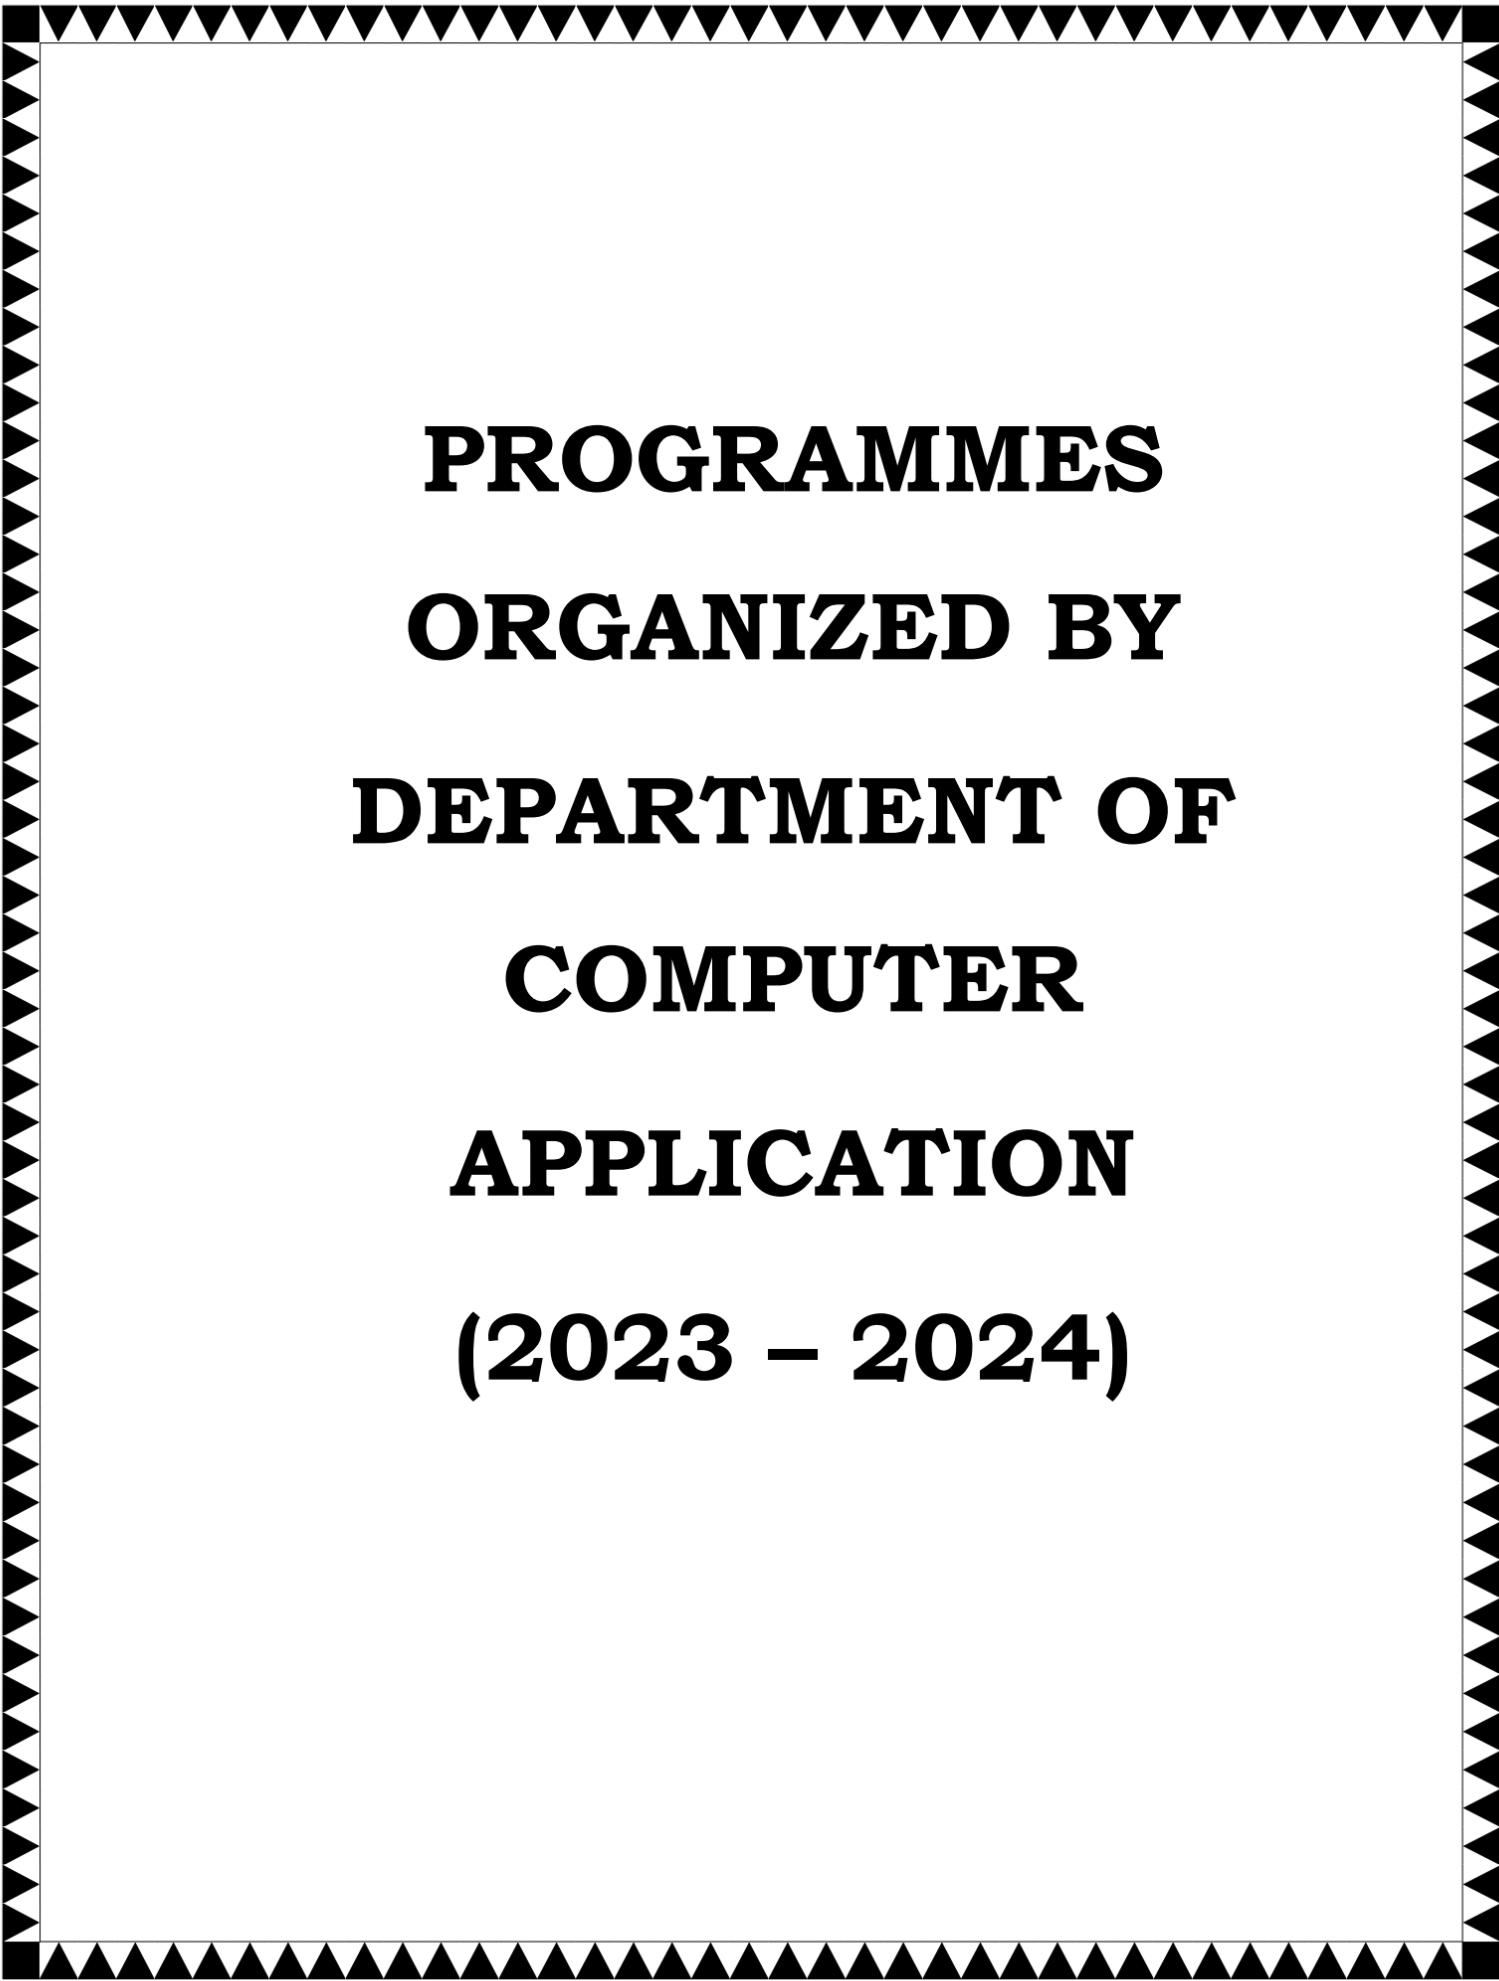 PROGRAMMES
ORGANIZED BY
DEPARTMENT OF
COMPUTER
APPLICATION
(2023 – 2024)